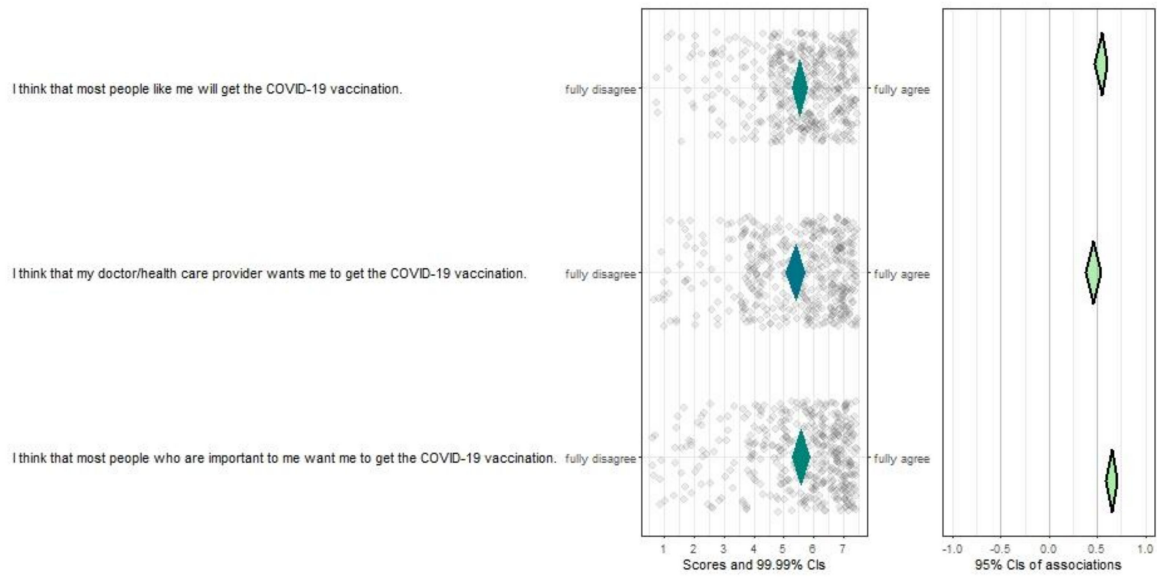 I think that most people like me will get the COVID-19 vaccination. fully disagree fully agree
I think that my doctor/health care provider wants me to get the COVID-19 vaccination. fully disagree fully agree
I think that most people who are important to me want me to get the COVID-19 vaccination. fully disagree fully agree
1 2 3 4 5 6 7 -1.0 -0.5 0.0 0.5 1.0
Scores and 99.99% CIs 95% CIs of associations